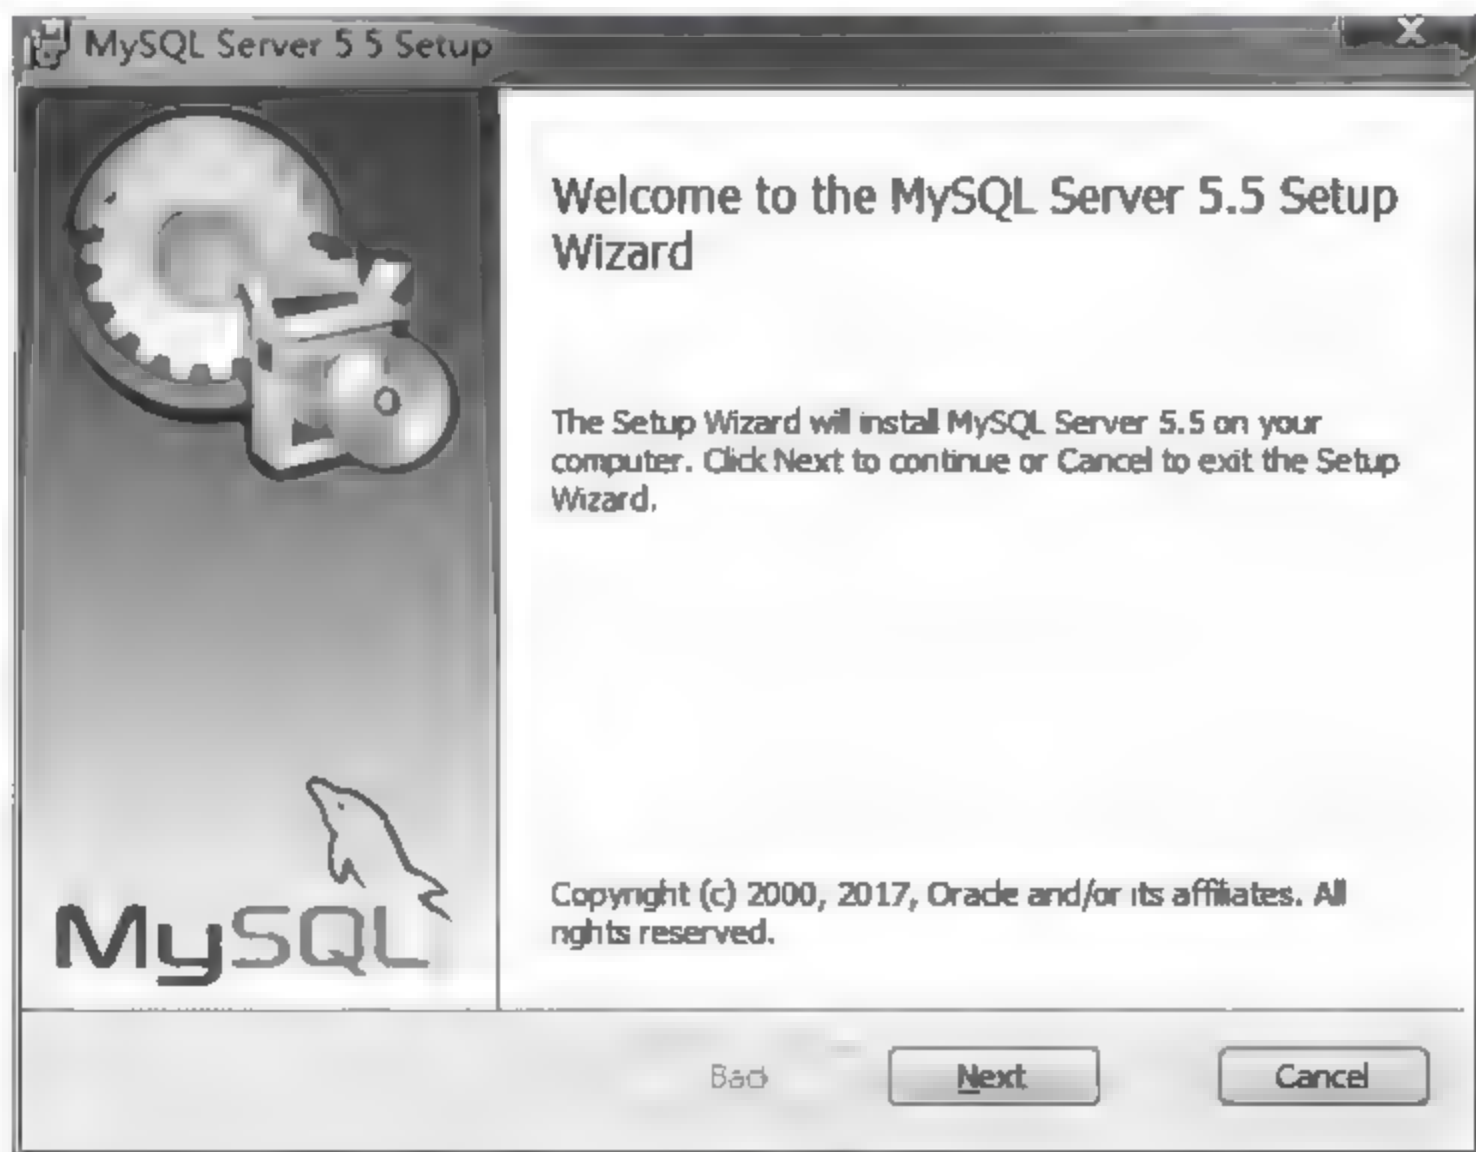 MySQL Server 5 5 Setup
X
Welcome to the MySQL Server 5.5 Setup
Wizard
The Setup Wizard will install MySQL Server 5.5 on your
computer. Click Next to continue or Cancel to exit the Setup
Wizard.
Copyright (c) 2000, 2017, Oracle and/or its affiliates. All
rights reserved.
MySQL
Back
Next
Cancel